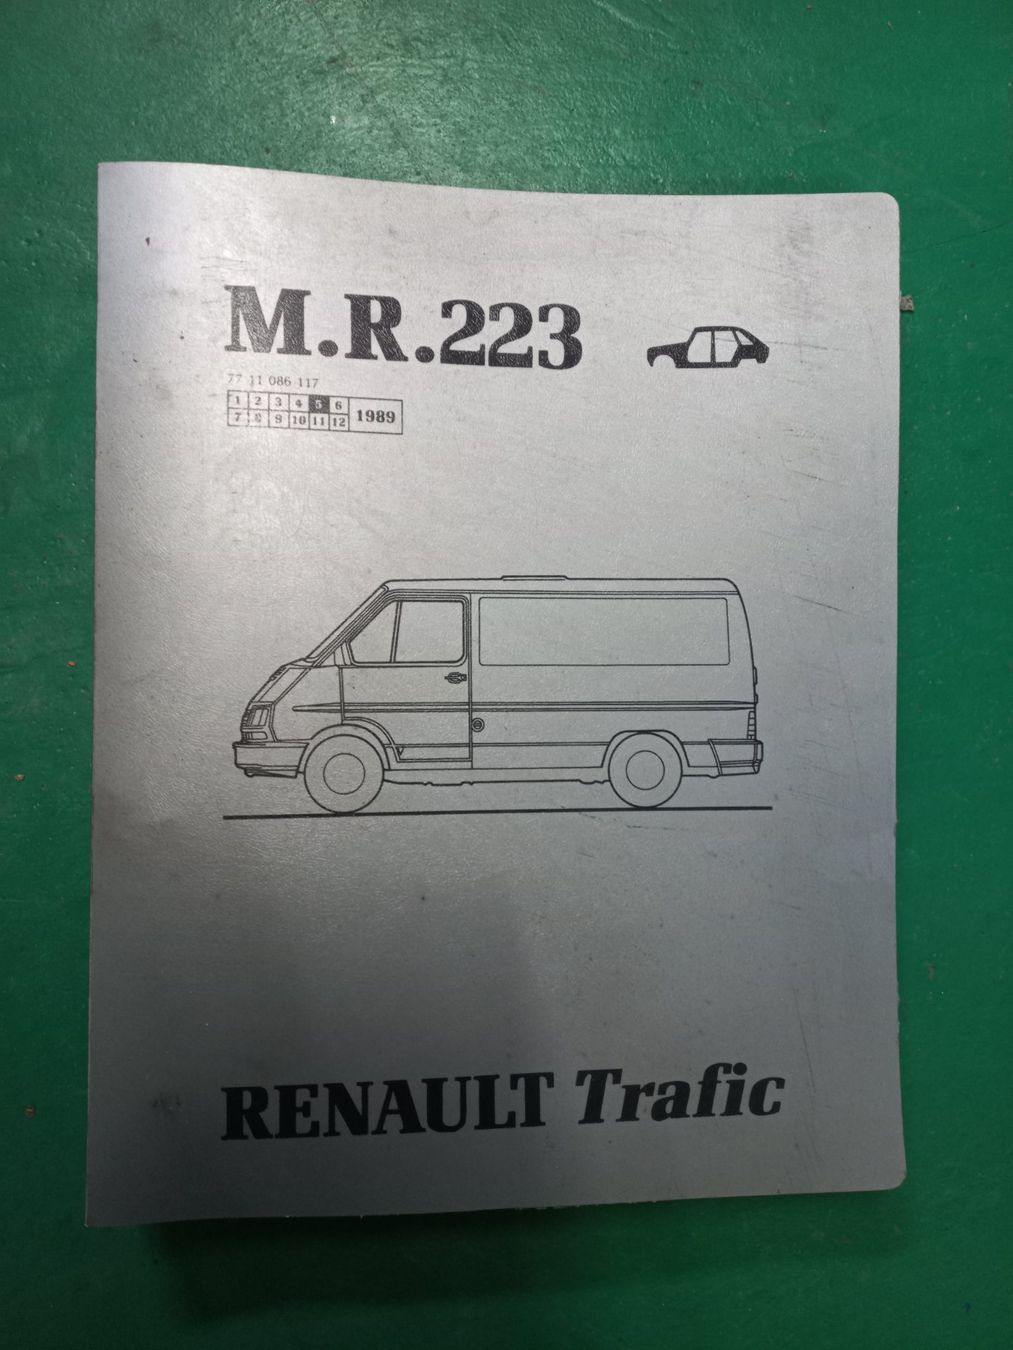 M.R.223
77 11 086 117
1 2 3 4 5 6
7 8 9 10 11 12
1989
RENAULT Trafic